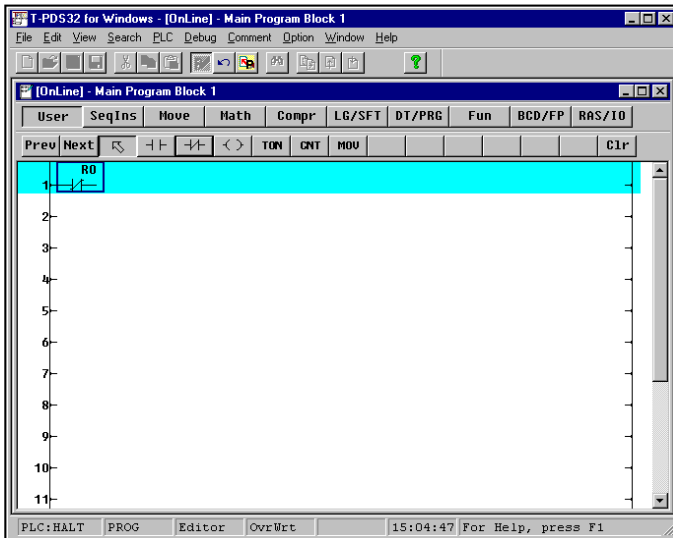 T-PDS32 for Windows - [OnLine] - Main Program Block 1
File Edit View Search PLC Debug Comment Option Window Help
[OnLine] - Main Program Block 1
User SeqIns Move Math Compr LG/SFT DT/PRG Fun BCD/FP RAS/IO
Prev Next TON CNT MOV Clr
R0
1
2
3
4
5
6
7
8
9
10
11
PLC:HALT PROG Editor OvrWrt 15:04:47 For Help, press F1